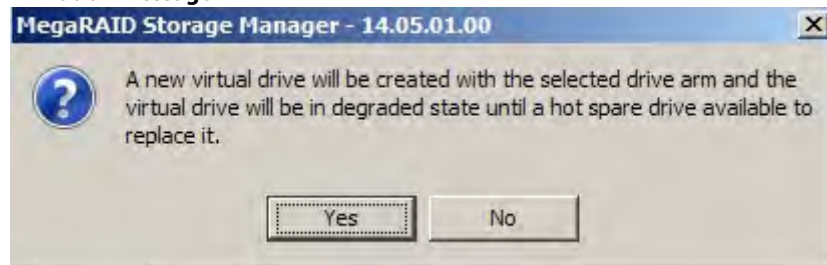 MegaRAID Storage Manager - 14.05.01.00
A new virtual drive will be created with the selected drive arm and the
virtual drive will be in degraded state until a hot spare drive available to
replace it.
Yes
No